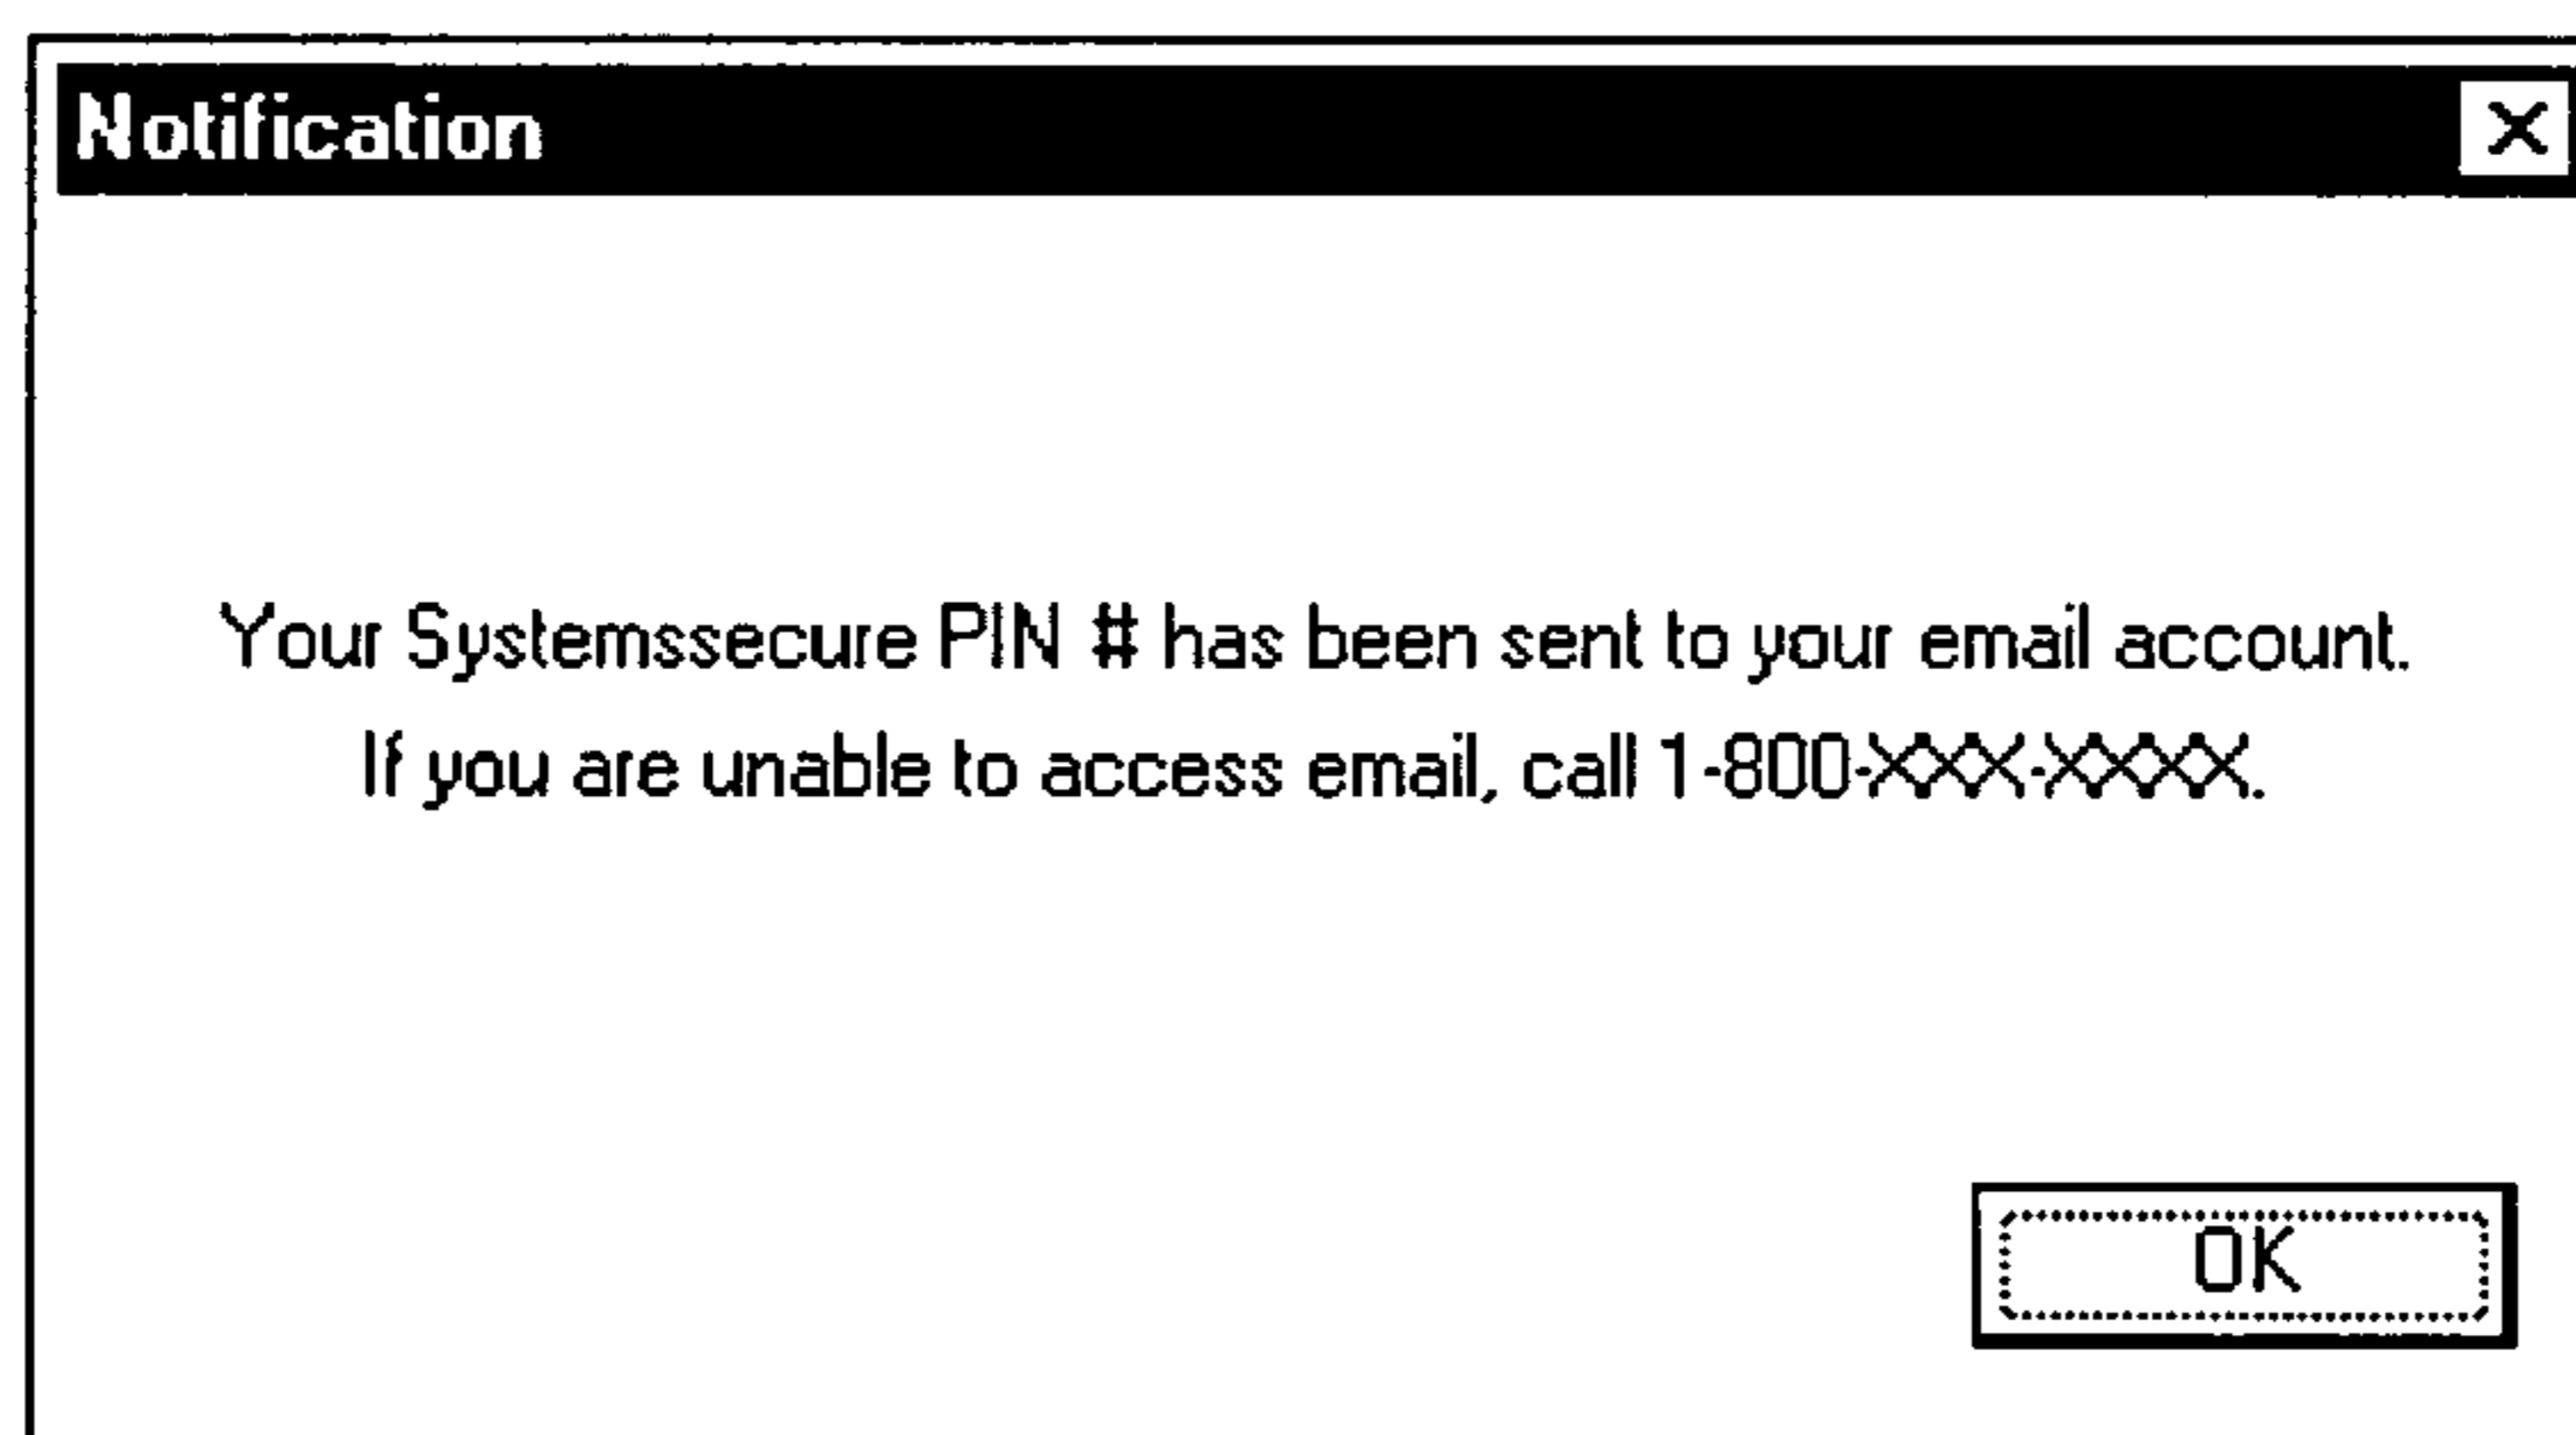 Notification
Your Systemssecure PIN # has been sent to your email account.
If you are unable to access email, call 1-800-XXX-XXXX.
OK